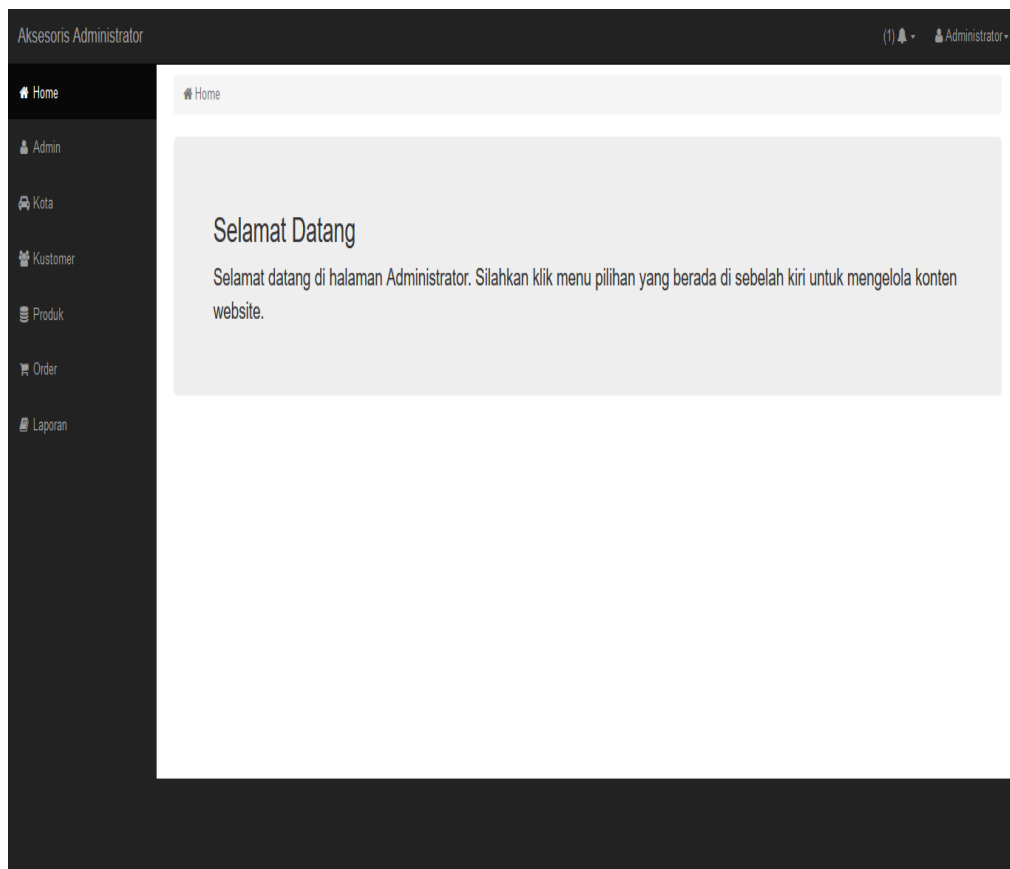 Aksesoris Administrator
(1)
Administrator
Home
Admin
Kota
Kustomer
Produk
Order
Laporan
Home
Selamat Datang
Selamat datang di halaman Administrator. Silahkan klik menu pilihan yang berada di sebelah kiri untuk mengelola konten
website.